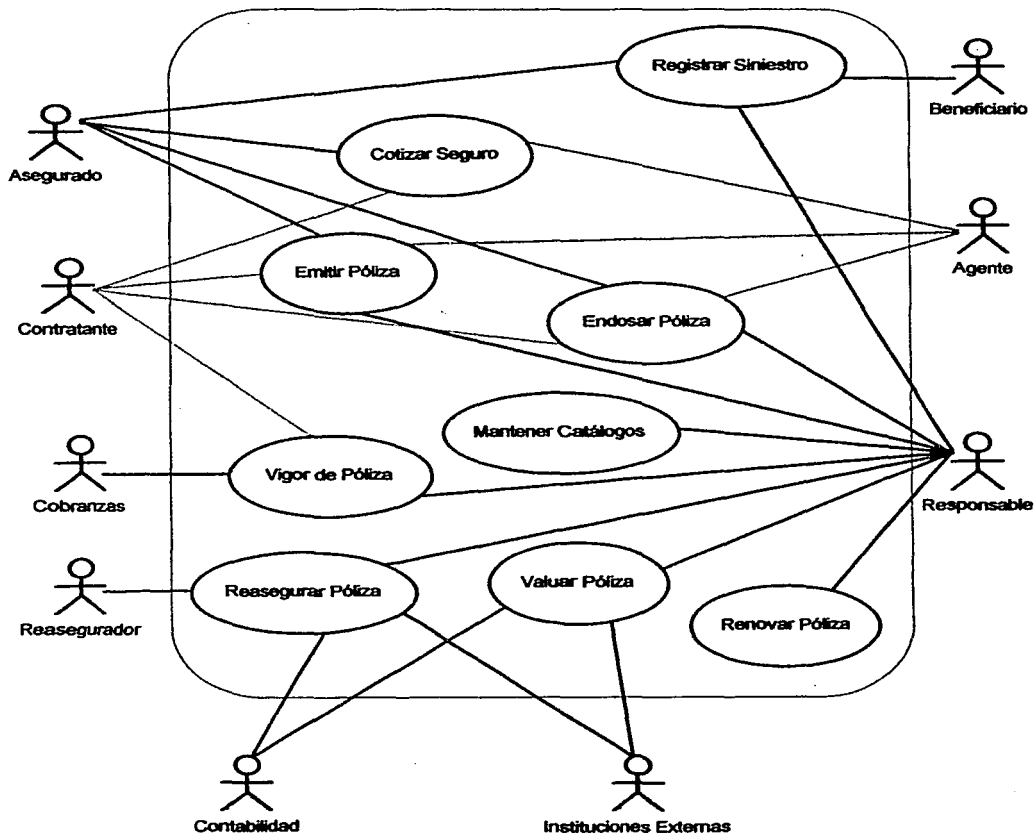 Registrar Siniestro
Beneficiario
Asegurado
Cotizar Seguro
Agente
Emitir Póliza
Contratante
Endosar Póliza
Mantener Catálogos
Vigor de Póliza
Cobranzas
Responsable
Reasegurar Póliza
Valuar Póliza
Reasegurador
Renovar Póliza
Contabilidad
Instituciones Externas